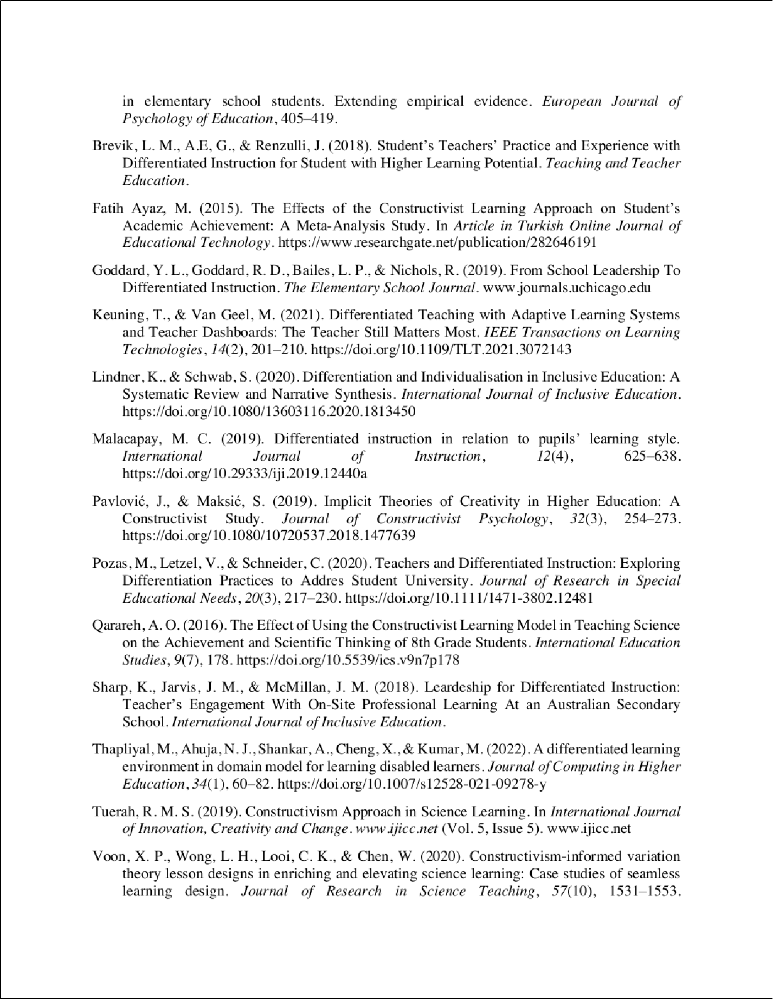 in elementary school students. Extending empirical evidence. European Journal of
Psychology of Education, 405–419.
Brevik, L. M., A.E, G., & Renzulli, J. (2018). Student’s Teachers’ Practice and Experience with
Differentiated Instruction for Student with Higher Learning Potential. Teaching and Teacher
Education.
Fatih Ayaz, M. (2015). The Effects of the Constructivist Learning Approach on Student’s
Academic Achievement: A Meta-Analysis Study. In Article in Turkish Online Journal of
Educational Technology. https://www.researchgate.net/publication/282646191
Goddard, Y. L., Goddard, R. D., Bailes, L. P., & Nichols, R. (2019). From School Leadership To
Differentiated Instruction. The Elementary School Journal. www.journals.uchicago.edu
Keuning, T., & Van Geel, M. (2021). Differentiated Teaching with Adaptive Learning Systems
and Teacher Dashboards: The Teacher Still Matters Most. IEEE Transactions on Learning
Technologies, 14(2), 201–210. https://doi.org/10.1109/TLT.2021.3072143
Lindner, K., & Schwab, S. (2020). Differentiation and Individualisation in Inclusive Education: A
Systematic Review and Narrative Synthesis. International Journal of Inclusive Education.
https://doi.org/10.1080/13603116.2020.1813450
Malacapay, M. C. (2019). Differentiated instruction in relation to pupils’ learning style.
International Journal of Instruction, 12(4), 625–638.
https://doi.org/10.29333/iji.2019.12440a
Pavlović, J., & Maksić, S. (2019). Implicit Theories of Creativity in Higher Education: A
Constructivist Study. Journal of Constructivist Psychology, 32(3), 254–273.
https://doi.org/10.1080/10720537.2018.1477639
Pozas, M., Letzel, V., & Schneider, C. (2020). Teachers and Differentiated Instruction: Exploring
Differentiation Practices to Addres Student University. Journal of Research in Special
Educational Needs, 20(3), 217–230. https://doi.org/10.1111/1471-3802.12481
Qarareh, A. O. (2016). The Effect of Using the Constructivist Learning Model in Teaching Science
on the Achievement and Scientific Thinking of 8th Grade Students. International Education
Studies, 9(7), 178. https://doi.org/10.5539/ies.v9n7p178
Sharp, K., Jarvis, J. M., & McMillan, J. M. (2018). Leardeship for Differentiated Instruction:
Teacher’s Engagement With On-Site Professional Learning At an Australian Secondary
School. International Journal of Inclusive Education.
Thapliyal, M., Ahuja, N. J., Shankar, A., Cheng, X., & Kumar, M. (2022). A differentiated learning
environment in domain model for learning disabled learners. Journal of Computing in Higher
Education, 34(1), 60–82. https://doi.org/10.1007/s12528-021-09278-y
Tuerah, R. M. S. (2019). Constructivism Approach in Science Learning. In International Journal
of Innovation, Creativity and Change. www.ijicc.net (Vol. 5, Issue 5). www.ijicc.net
Voon, X. P., Wong, L. H., Looi, C. K., & Chen, W. (2020). Constructivism-informed variation
theory lesson designs in enriching and elevating science learning: Case studies of seamless
learning design. Journal of Research in Science Teaching, 57(10), 1531–1553.